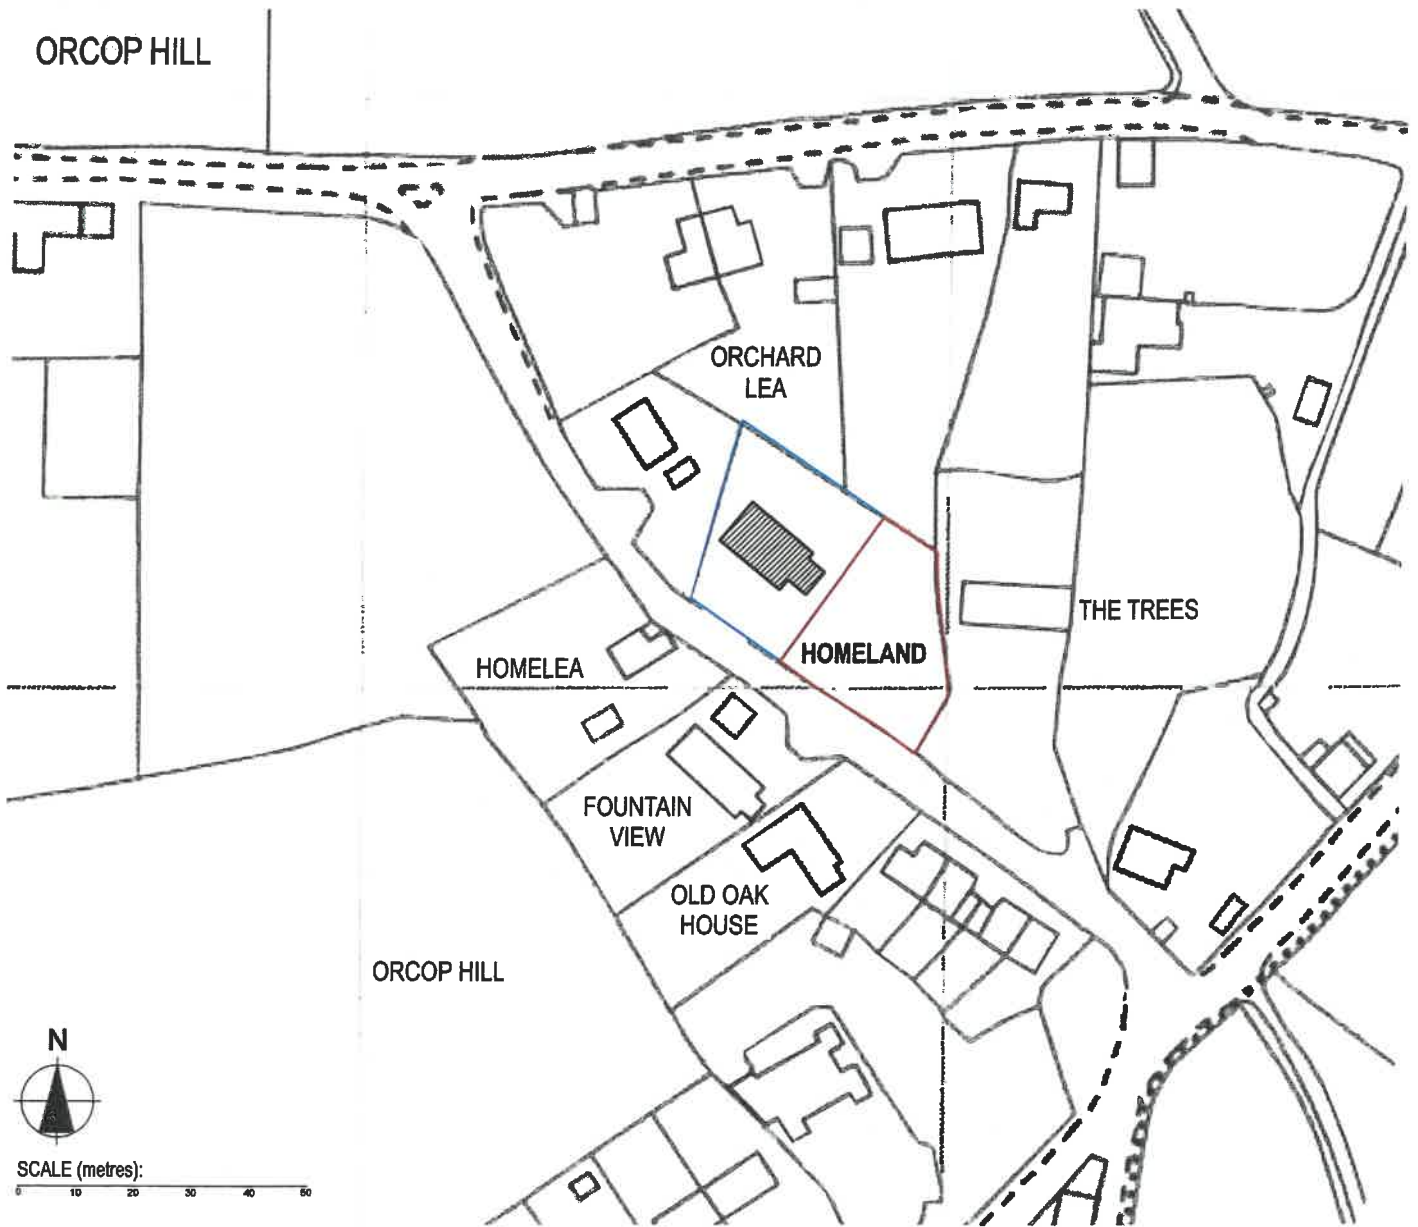 ORCOP HILL
ORCHARD
LEA
THE TREES
HOMELAND
HOMELEA
FOUNTAIN
VIEW
OLD OAK
HOUSE
ORCOP HILL
N
SCALE (metres):
0 10 20 30 40 50